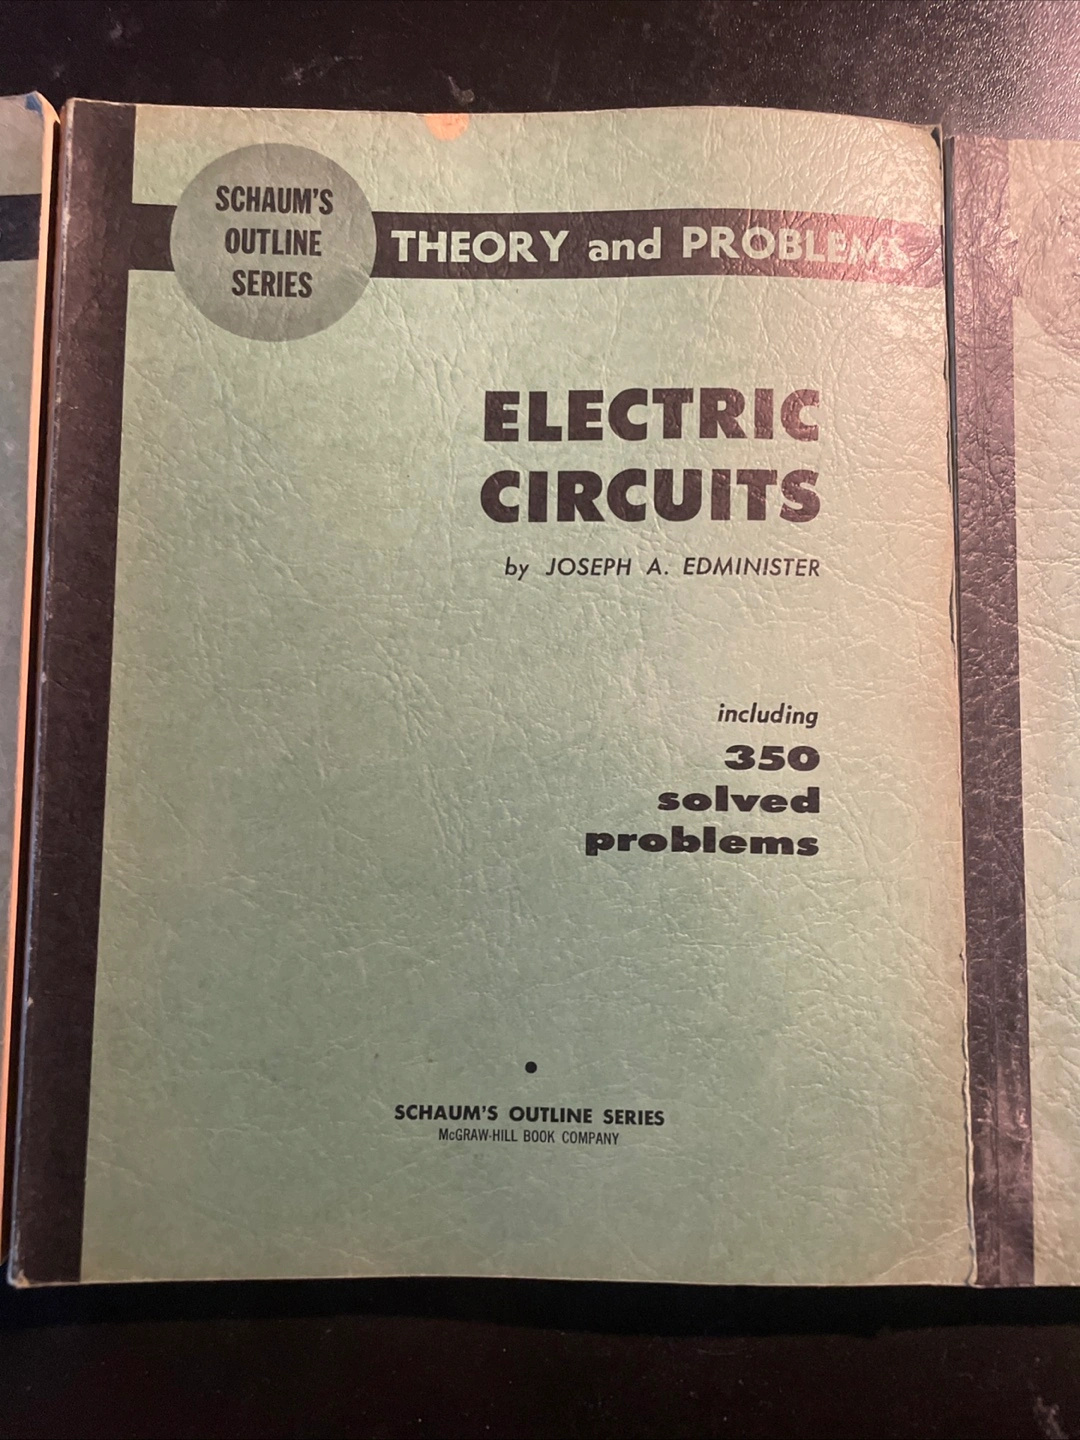 SCHAUM'S
OUTLINE
SERIES
THEORY and PROBLEMS
ELECTRIC
CIRCUITS
by JOSEPH A. EDMINISTER
including
350
solved
problems
SCHAUM'S OUTLINE SERIES
McGRAW-HILL BOOK COMPANY